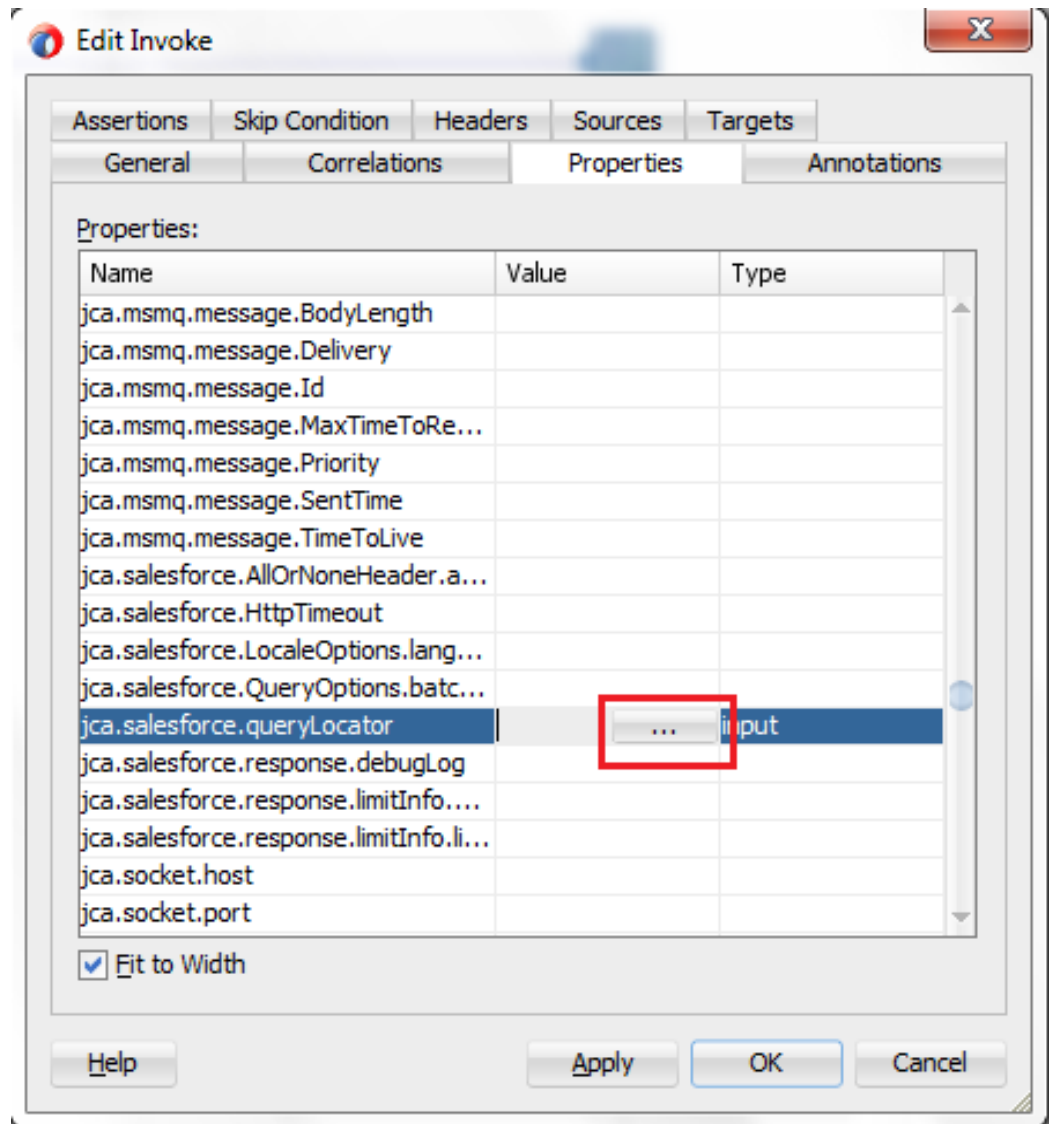 Edit Invoke
Assertions Skip Condition Headers Sources Targets
General Correlations Properties Annotations
Properties:
Name Value Type
jca.msmq.message.BodyLength
jca.msmq.message.Delivery
jca.msmq.message.Id
jca.msmq.message.MaxTimeToRe...
jca.msmq.message.Priority
jca.msmq.message.SentTime
jca.msmq.message.TimeToLive
jca.salesforce.AllOrNoneHeader.a...
jca.salesforce.HttpTimeout
jca.salesforce.LocaleOptions.lang...
jca.salesforce.QueryOptions.batc...
jca.salesforce.queryLocator ... input
jca.salesforce.response.debugLog
jca.salesforce.response.limitInfo....
jca.salesforce.response.limitInfo.li...
jca.socket.host
jca.socket.port
Fit to Width
Help Apply OK Cancel